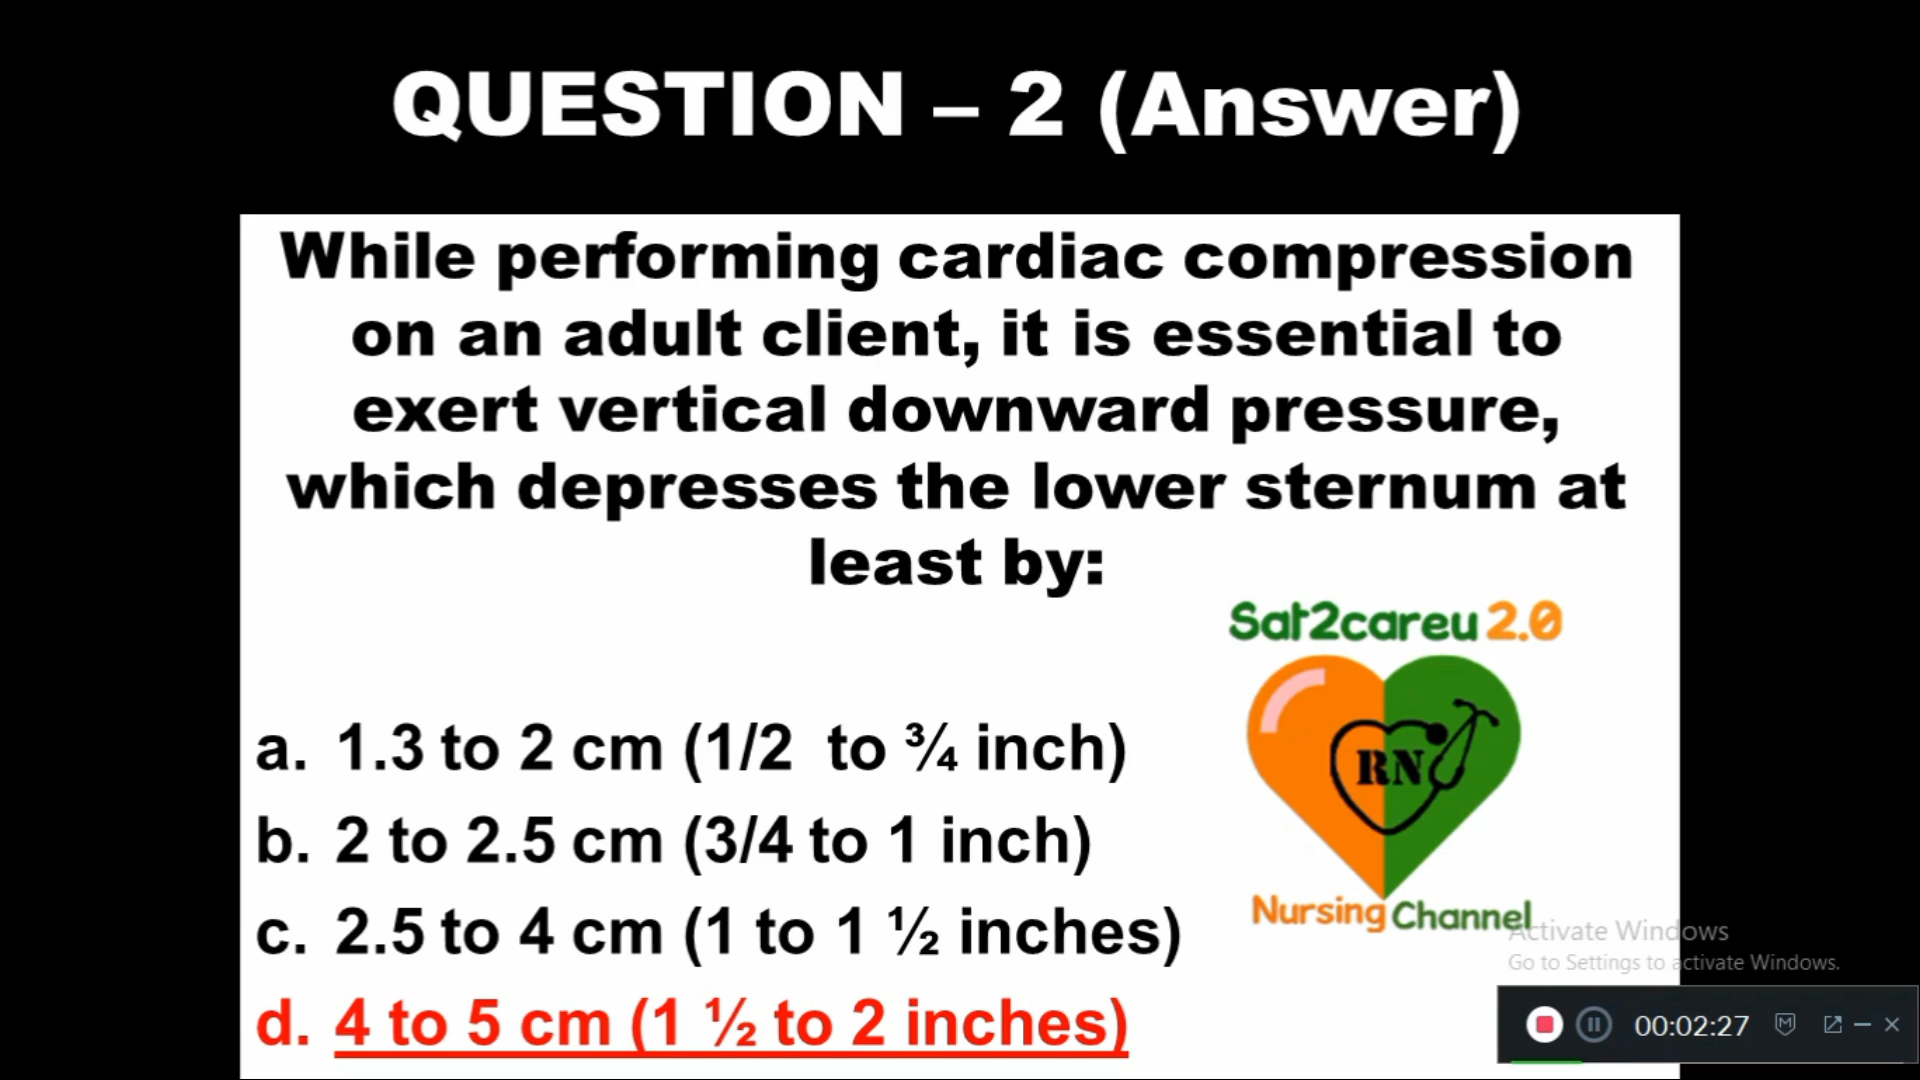 QUESTION – 2 (Answer)
While performing cardiac compression
on an adult client, it is essential to
exert vertical downward pressure,
which depresses the lower sternum at
least by:
Sat2careu 2.0
RN
a. 1.3 to 2 cm (1/2 to ¾ inch)
b. 2 to 2.5 cm (3/4 to 1 inch)
c. 2.5 to 4 cm (1 to 1 ½ inches)
d. 4 to 5 cm (1 ½ to 2 inches)
Nursing Channel
Activate Windows
Go to Settings to activate Windows.
00:02:27